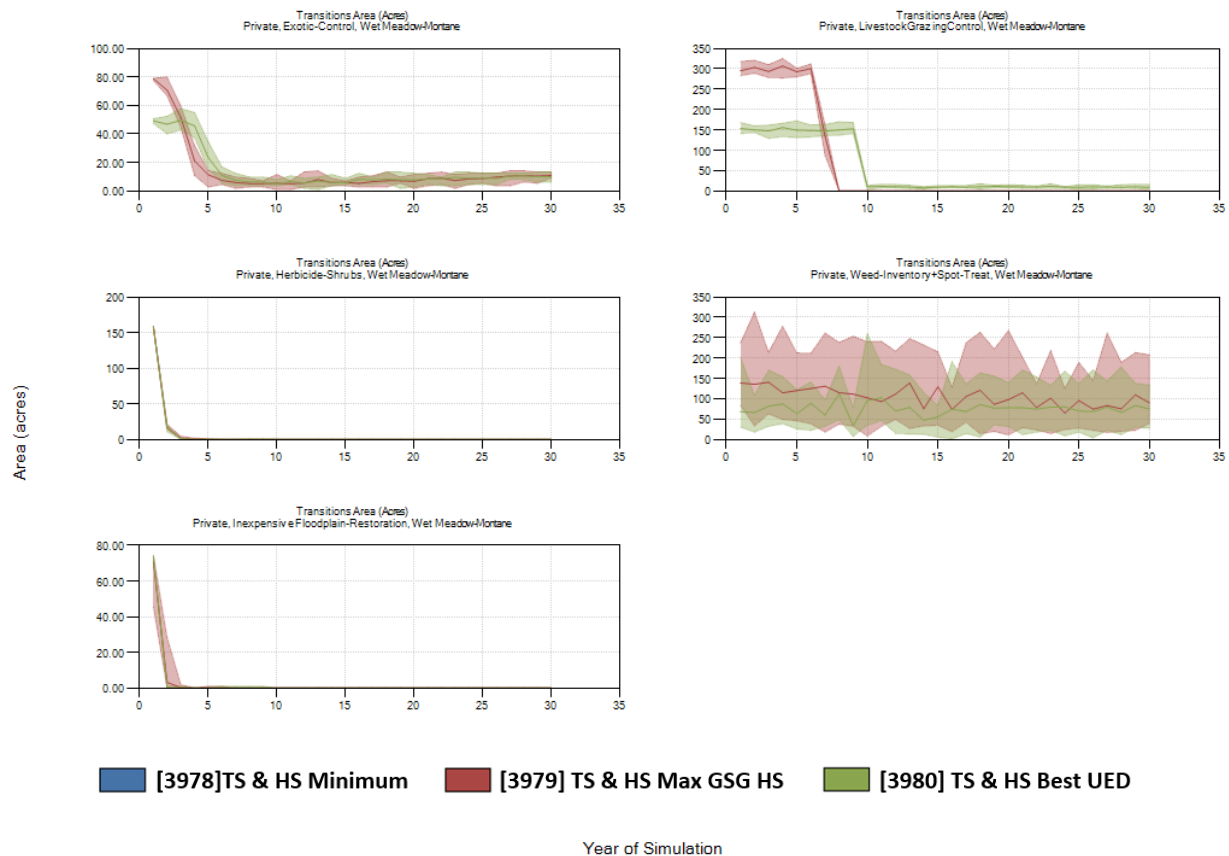 Transitions Area (Acres)
Private, Exotic-Control, Wet Meadow-Montane
100.00
80.00
60.00
40.00
20.00
0.00
0 5 10 15 20 25 30 35
Transitions Area (Acres)
Private, LivestockGrazingControl, Wet Meadow-Montane
350
300
250
200
150
100
50
0
0 5 10 15 20 25 30 35
Transitions Area (Acres)
Private, Herbicide-Shrubs, Wet Meadow-Montane
200
150
100
50
0
0 5 10 15 20 25 30 35
Transitions Area (Acres)
Private, Weed-Inventory+Spot-Treat, Wet Meadow-Montane
350
300
250
200
150
100
50
0
0 5 10 15 20 25 30 35
Area (acres)
Transitions Area (Acres)
Private, Inexpensive Floodplain-Restoration, Wet Meadow-Montane
80.00
60.00
40.00
20.00
0.00
0 5 10 15 20 25 30 35
[3978]TS & HS Minimum
[3979] TS & HS Max GSG HS
[3980] TS & HS Best UED
Year of Simulation